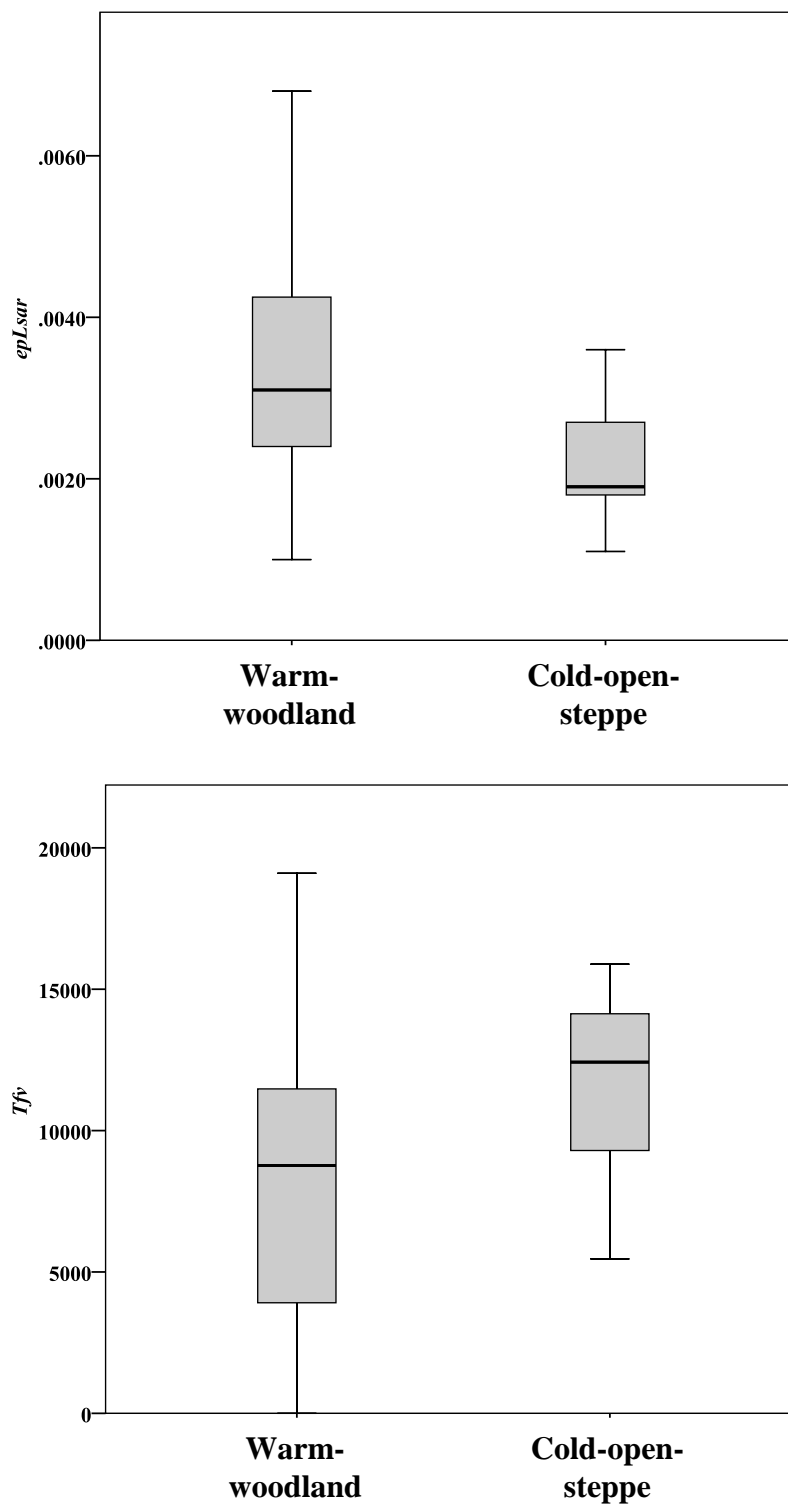 .0060
.0040
epLsar
.0020
.0000
Warm-
woodland
Cold-open-
steppe
20000
15000
Tfv
10000
5000
0
Warm-
woodland
Cold-open-
steppe